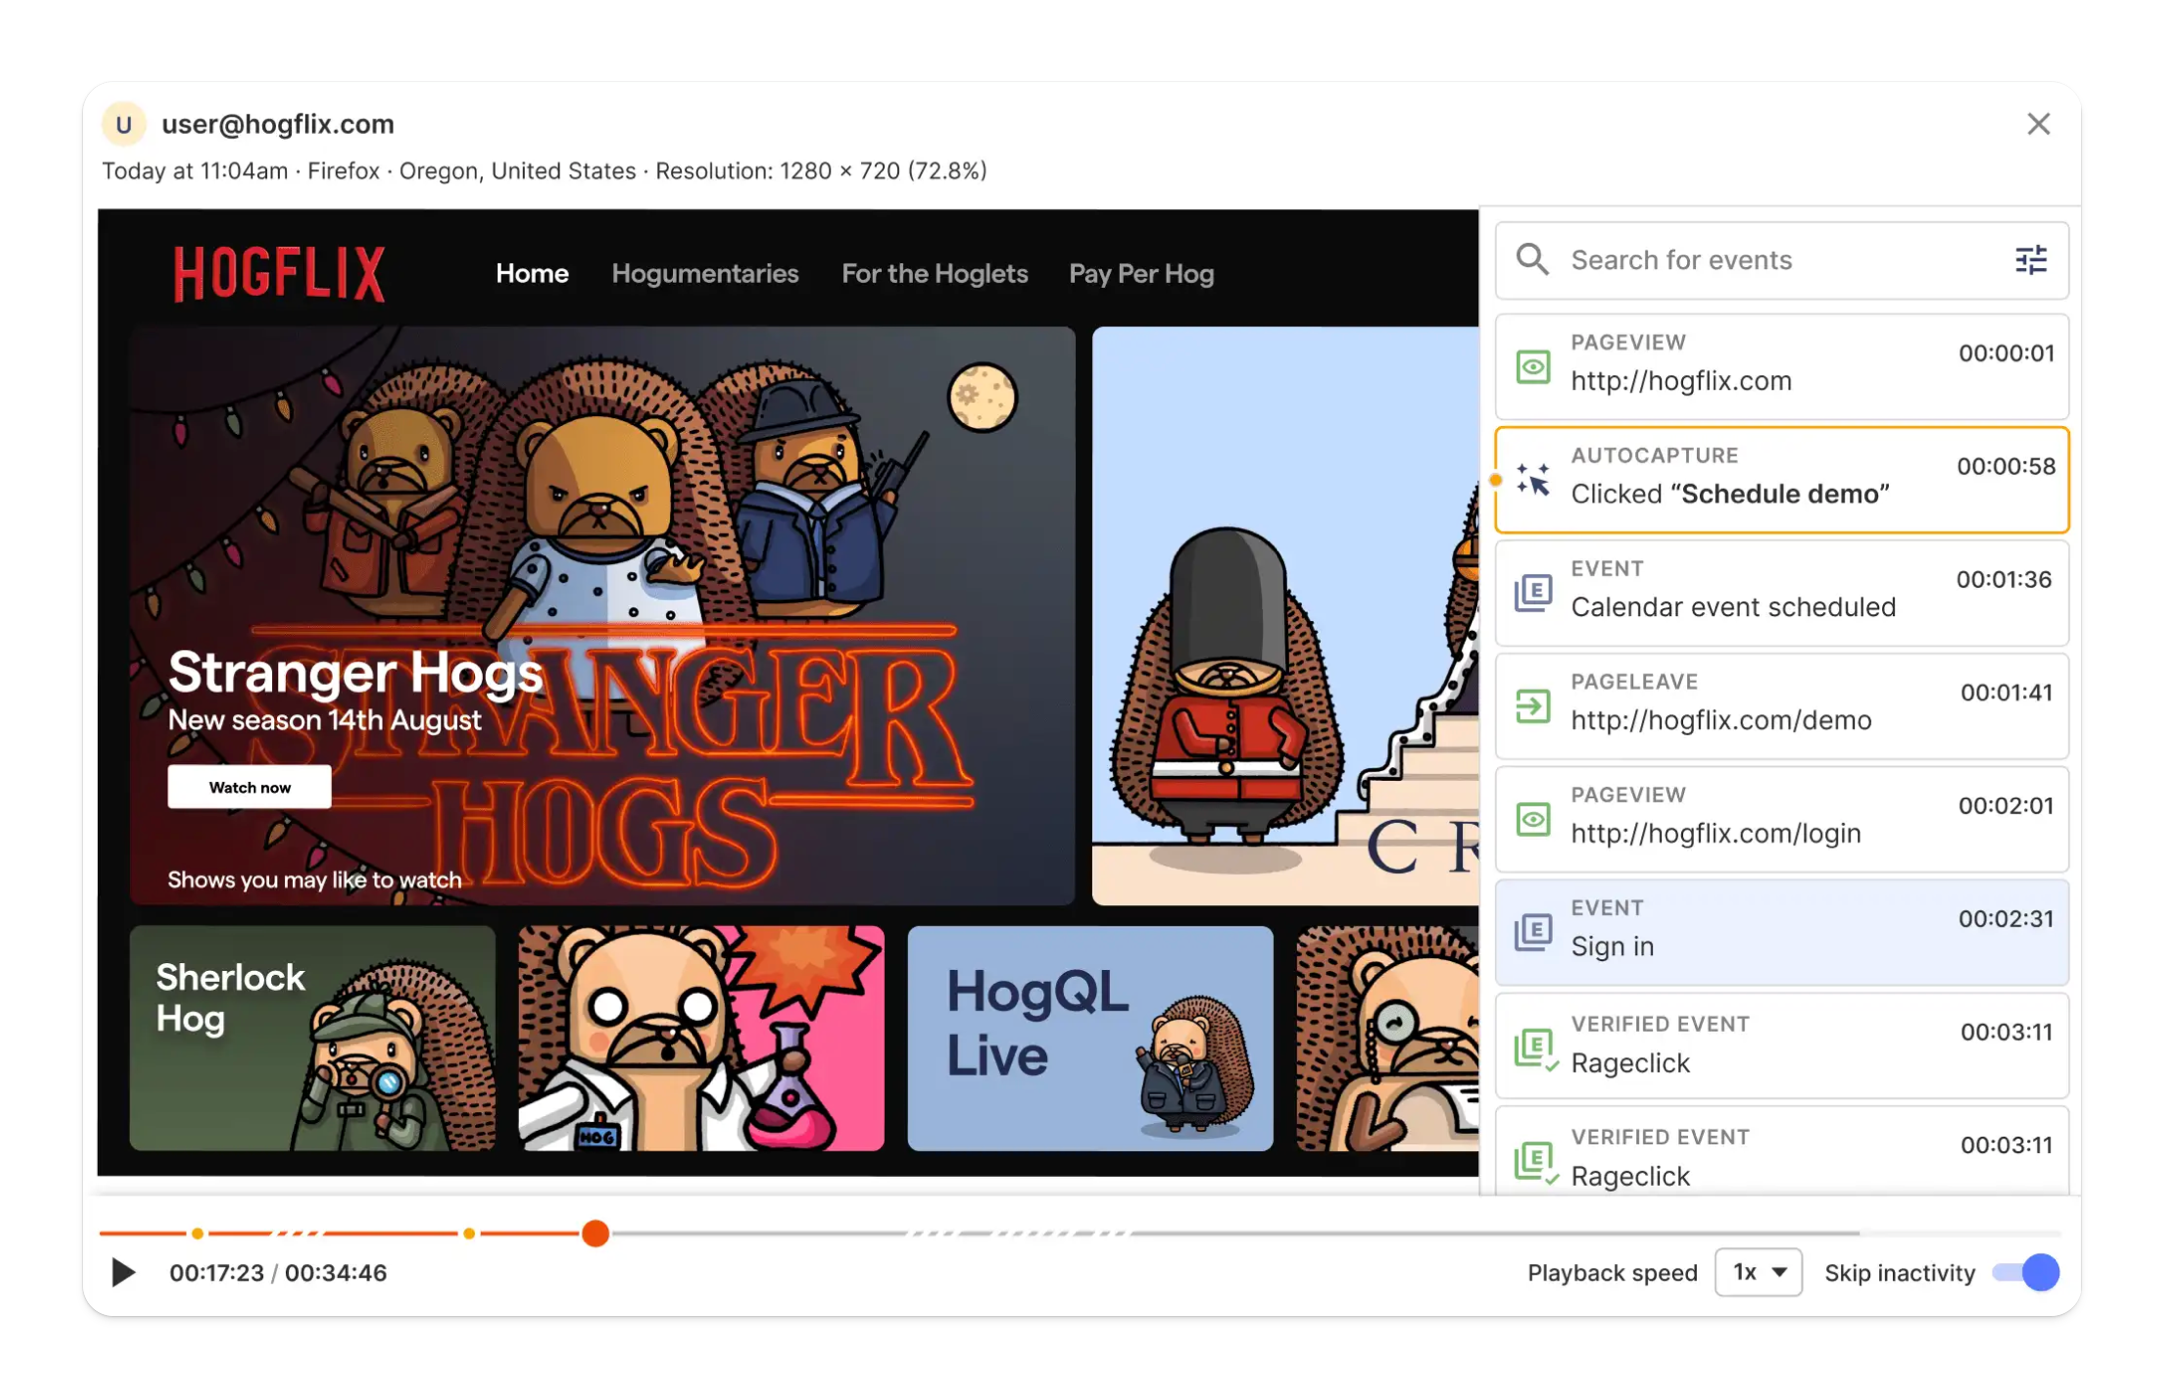 U user@hogflix.com
Today at 11:04am · Firefox · Oregon, United States · Resolution: 1280 × 720 (72.8%)
HOGFLIX Home Hogumentaries For the Hoglets Pay Per Hog
STRANGER
HOGS
Stranger Hogs
New season 14th August
Watch now
Shows you may like to watch
C R
Sherlock
Hog
HOG
HogQL
Live
Search for events
PAGEVIEW 00:00:01
http://hogflix.com
AUTOCAPTURE 00:00:58
Clicked “Schedule demo”
EVENT 00:01:36
E
Calendar event scheduled
PAGELEAVE 00:01:41
http://hogflix.com/demo
PAGEVIEW 00:02:01
http://hogflix.com/login
EVENT 00:02:31
E
Sign in
VERIFIED EVENT 00:03:11
E
Rageclick
VERIFIED EVENT 00:03:11
E
Rageclick
00:17:23 / 00:34:46 Playback speed 1x Skip inactivity